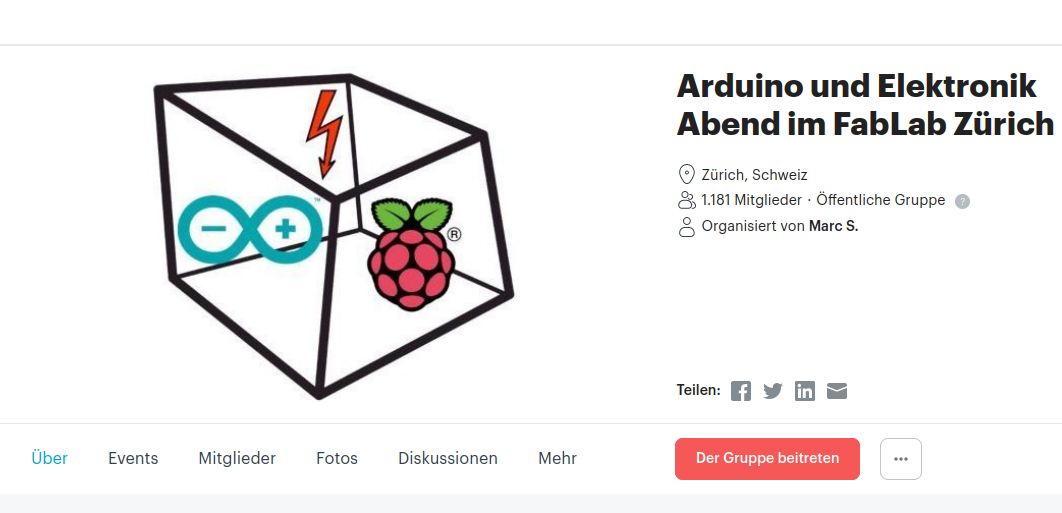 Arduino und Elektronik
Abend im FabLab Zürich
Zürich, Schweiz
1.181 Mitglieder · Öffentliche Gruppe ?
Organisiert von Marc S.
™
®
Teilen:
Über Events Mitglieder Fotos Diskussionen Mehr
Der Gruppe beitreten